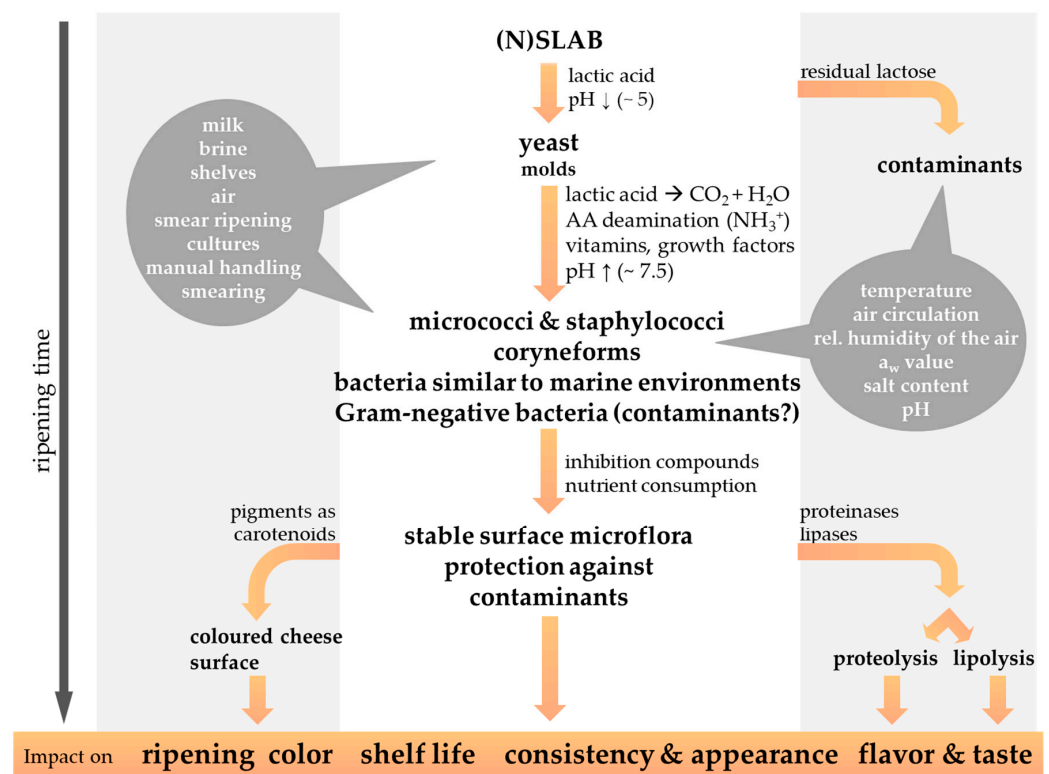 (N)SLAB
lactic acid
pH ↓ (~ 5)
residual lactose
milk
brine
shelves
air
smear ripening
cultures
manual handling
smearing
yeast
molds
contaminants
lactic acid → CO₂ + H₂O
AA deamination (NH₃⁺)
vitamins, growth factors
pH ↑ (~ 7.5)
temperature
air circulation
rel. humidity of the air
a_w value
salt content
pH
micrococi & staphylococci
coryneforms
bacteria similar to marine environments
Gram-negative bacteria (contaminants?)
ripening time
inhibition compounds
nutrient consumption
pigments as
carotenoids
stable surface microflora
protection against
contaminants
proteinases
lipases
coloured cheese
surface
proteolysis lipolysis
Impact on ripening color shelf life consistency & appearance flavor & taste